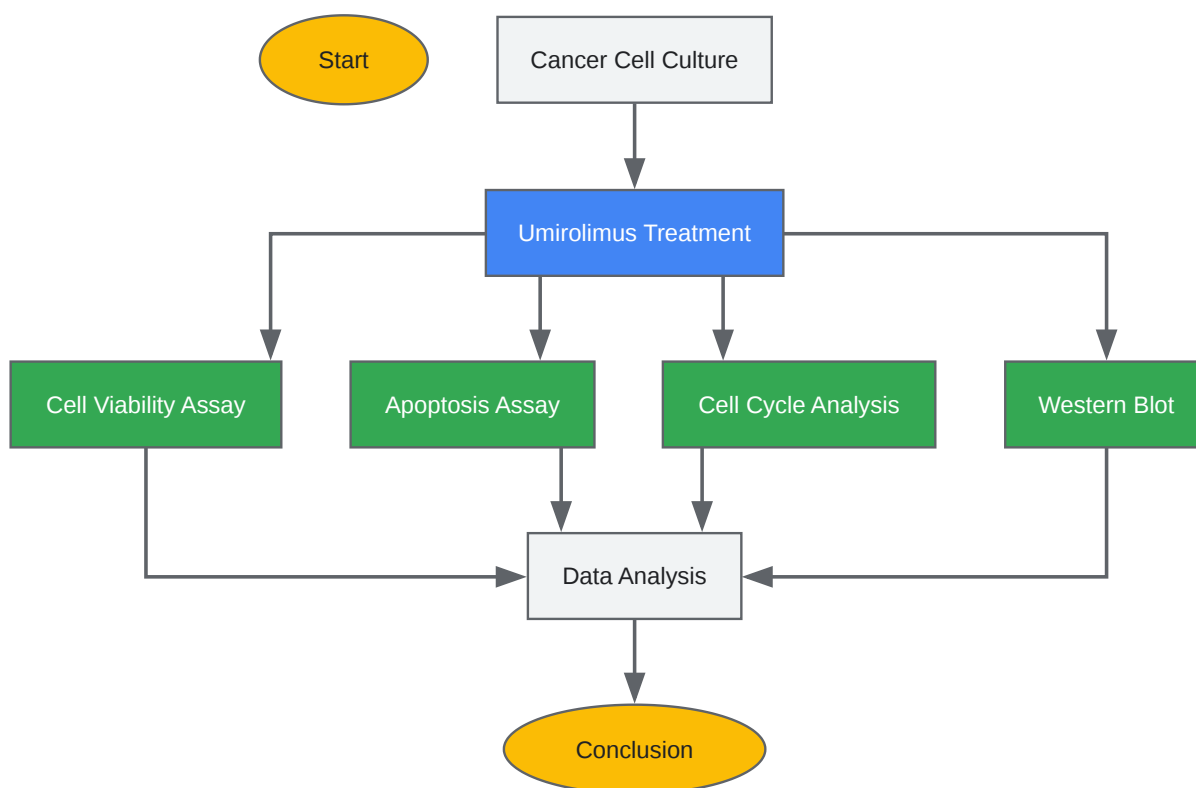 Start
Cancer Cell Culture
Umirolimus Treatment
Cell Viability Assay
Apoptosis Assay
Cell Cycle Analysis
Western Blot
Data Analysis
Conclusion